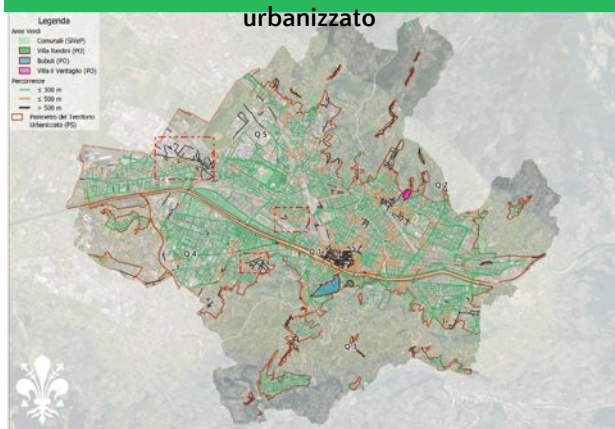 urbanizzato
Legenda
Aree Verdi
Comunali (SiVeP)
Villa Bardini (PO)
Boboli (PO)
Villa il Ventaglio (PO)
Percorrenze
≤ 300 m
≤ 500 m
> 500 m
Perimetro del Territorio
Urbanizzato (PS)
Q 5
Q 2
Q 4
Q 1
Q 3